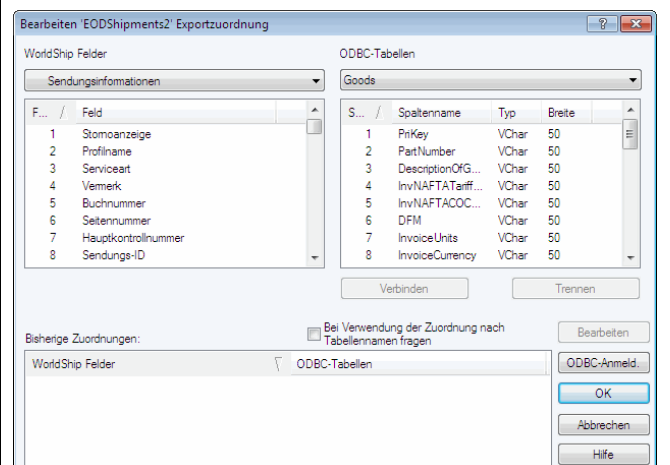 Bearbeiten 'EODShipments2' Exportzuordnung
WorldShip Felder
ODBC-Tabellen
Sendungsinformationen
Goods
F... Feld
1 Stornoanzeige
2 Profilname
3 Serviceart
4 Vermerk
5 Buchnummer
6 Seitennummer
7 Hauptkontrollnummer
8 Sendungs-ID
S... Spaltenname Typ Breite
1 PriKey VChar 50
2 PartNumber VChar 50
3 DescriptionOfG... VChar 50
4 InvNAFTATariff... VChar 50
5 InvNAFTACOC... VChar 50
6 DFM VChar 50
7 InvoiceUnits VChar 50
8 InvoiceCurrency VChar 50
Verbinden
Trennen
Bisherige Zuordnungen:
Bei Verwendung der Zuordnung nach
Tabellennamen fragen
Bearbeiten
WorldShip Felder
ODBC-Tabellen
ODBC-Anmeld.
OK
Abbrechen
Hilfe